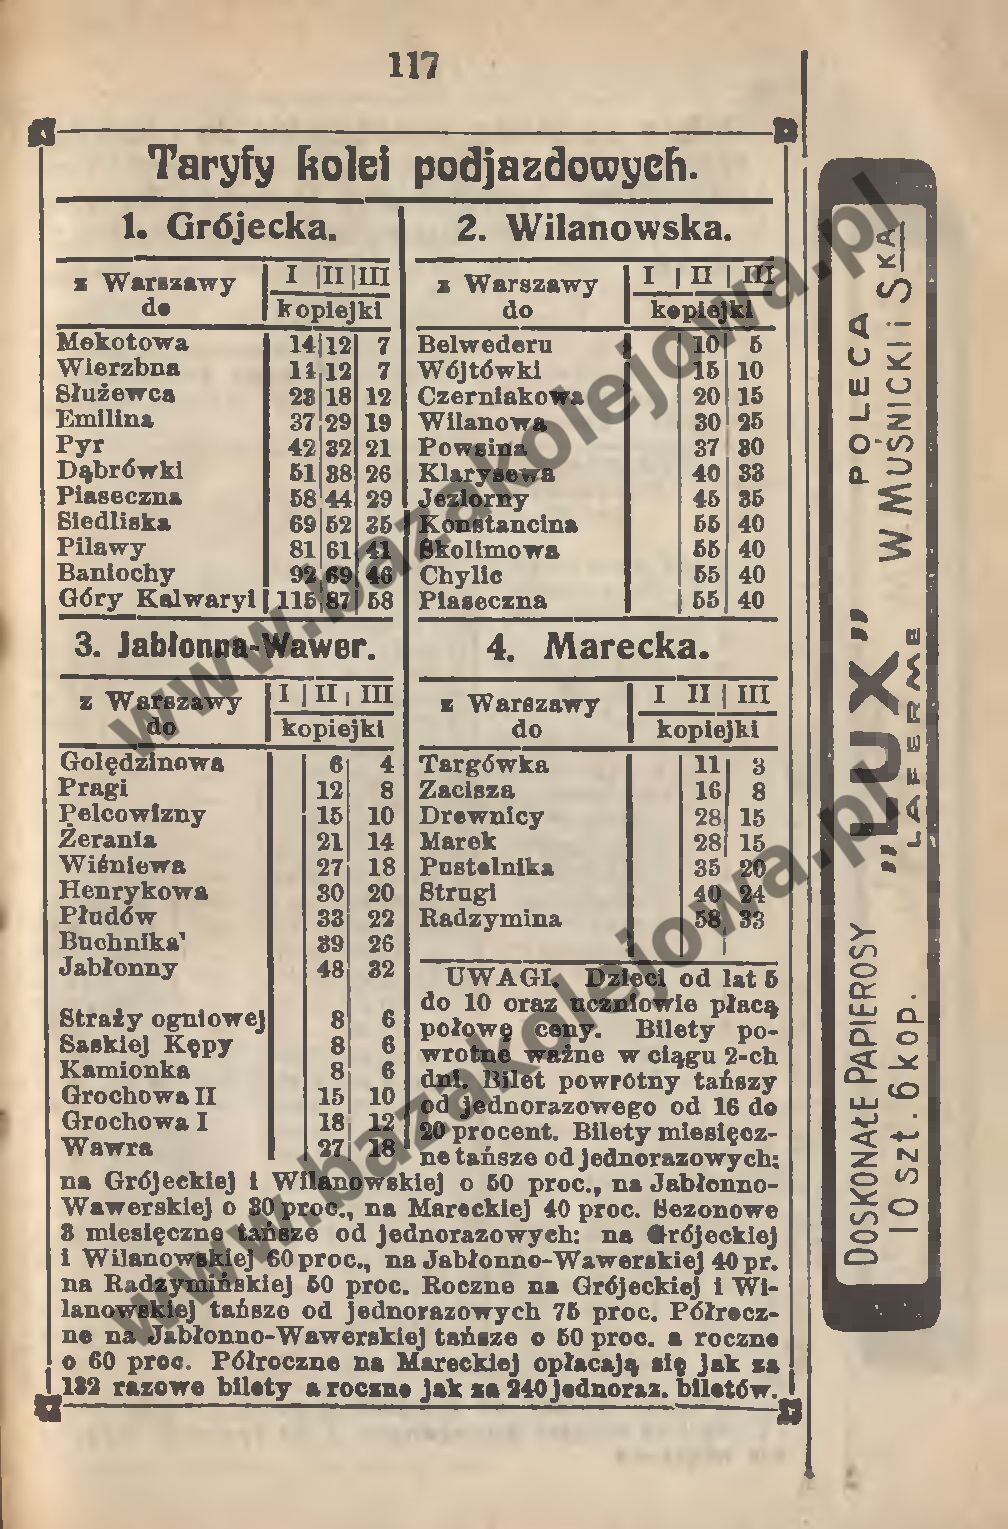 117
Taryfy kolei podjazdowych.
1. Grójecka.
z Warszawy do
I | II | III
kopiejki
Mokotowa 14 12 7
Wierzbna 14 12 7
Służewca 23 18 12
Emilina 37 29 19
Pyr 42 32 21
Dąbrówki 51 38 26
Piaseczna 58 44 29
Siedliska 69 52 35
Pilawy 81 61 41
Baniochy 92 69 46
Góry Kalwaryi 115 87 58
2. Wilanowska.
z Warszawy do
I | II | III
kopiejki
Belwederu 10 5
Wójtówki 15 10
Czerniakowa 20 15
Wilanowa 30 25
Powsina 37 30
Klarysewa 40 33
Jeziorny 45 35
Konstancina 55 40
Skolimowa 55 40
Chylic 55 40
Piaseczna 55 40
3. Jabłonna-Wawer.
z Warszawy do
I | II | III
kopiejki
Golędzinowa 6 4
Pragi 12 8
Pelcowizny 15 10
Żerania 21 14
Wiśniewa 27 18
Henrykowa 30 20
Płudów 33 22
Buchnika' 39 26
Jabłonny 48 32
Straży ogniowej 8 6
Saskiej Kępy 8 6
Kamionka 8 6
Grochowa II 15 10
Grochowa I 18 12
Wawra 27 18
4. Marecka.
z Warszawy do
I II | III
kopiejki
Targówka 11 3
Zacisza 16 8
Drewnicy 28 15
Marek 28 15
Pustelnika 35 20
Strugi 40 24
Radzymina 58 33
UWAGI. Dzieci od lat 5
do 10 oraz uczniowie płacą
połowę ceny. Bilety po-
wrotne ważne w ciągu 2-ch
dni. Bilet powrótny tańszy
od jednorazowego od 16 do
20 procent. Bilety miesięcz-
ne tańsze od jednorazowych:
na Grójeckiej i Wilanowskiej o 50 proc., na Jabłonno-
Wawerskiej o 30 proc., na Mareckiej 40 proc. Sezonowe
3 miesięczne tańsze od jednorazowych: na Grójeckiej
i Wilanowskiej 60 proc., na Jabłonno-Wawerskiej 40 pr.
na Radzymińskiej 50 proc. Roczne na Grójeckiej i Wi-
lanowskiej tańsze od jednorazowych 75 proc. Półrocz-
ne na Jabłonno-Wawerskiej tańsze o 50 proc. a roczne
o 60 proc. Półroczne na Mareckiej opłacają się jak za
132 razowe bilety a roczne jak za 240 jednoraz. biletów.
DOSKONAŁE PAPIEROSY „LUX” POLECA
10 szt. 6 kop. LAFERME W. MUŚNICKI i SKA
www.bazakolejowa.pl
www.bazakolejowa.pl